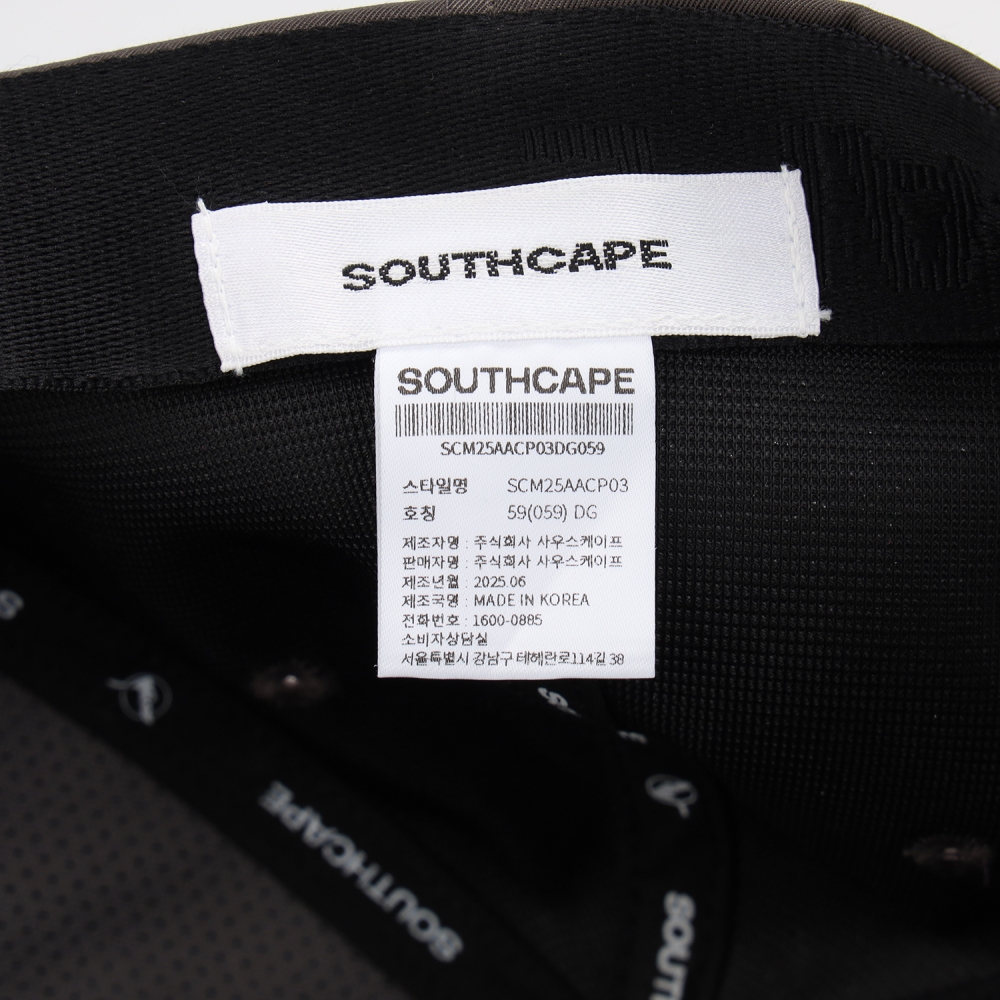 SOUTHCAPE
SOUTHCAPE
SCM25AACP03DG059
스타일명 SCM25AACP03
호칭 59(059) DG
제조자명 : 주식회사 사우스케이프
판매자명 : 주식회사 사우스케이프
제조년월 : 2025.06
제조국명 : MADE IN KOREA
전화번호 : 1600-0885
소비자상담실
서울특별시 강남구 테헤란로114길 38
SOUTHCAPE
SOUT